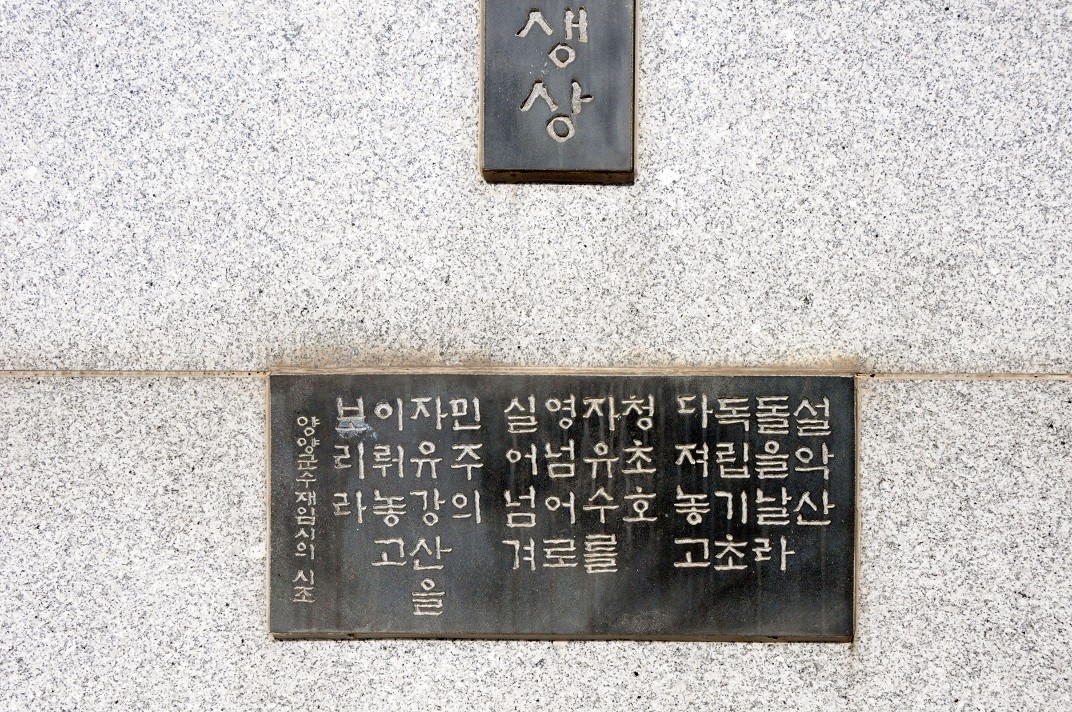 생상
설악산
돌을날라
독립기초
다져놓고
청초호
자유수를
영넘어로
실어넘겨
민주의
자유강산을
이뤄놓고
보리라
양양군수재임시의 시조